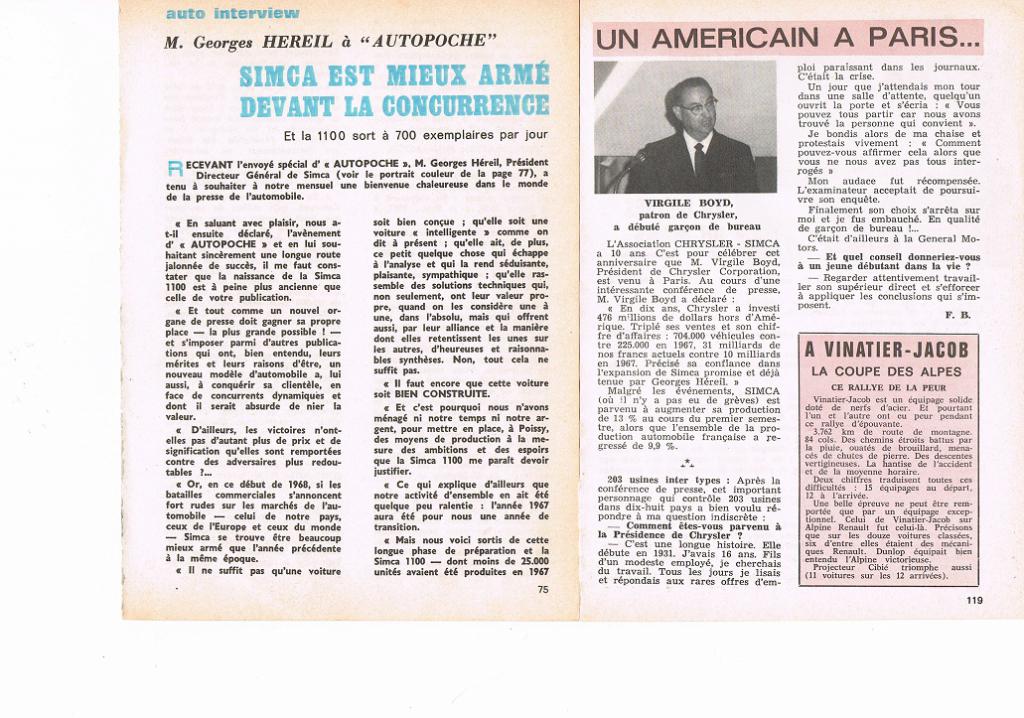 auto interview
M. Georges HEREIL à "AUTOPOCHE"
SIMCA EST MIEUX ARMÉ
DEVANT LA CONCURRENCE
Et la 1100 sort à 700 exemplaires par jour
RECEVANT l'envoyé spécial d' « AUTOPOCHE », M. Georges Héreil, Président
Directeur Général de Simca (voir le portrait couleur de la page 77), a
tenu à souhaiter à notre mensuel une bienvenue chaleureuse dans le monde
de la presse de l'automobile.
« En saluant avec plaisir, nous a-
t-il ensuite déclaré, l'avènement
d' « AUTOPOCHE » et en lui sou-
haitant sincèrement une longue route
jalonnée de succès, il me faut cons-
tater que la naissance de la Simca
1100 est à peine plus ancienne que
celle de votre publication.
« Et tout comme un nouvel or-
gane de presse doit gagner sa propre
place — la plus grande possible ! —
et s'imposer parmi d'autres publica-
tions qui ont, bien entendu, leurs
mérites et leurs raisons d'être, un
nouveau modèle d'automobile a, lui
aussi, à conquérir sa clientèle, en
face de concurrents dynamiques et
dont il serait absurde de nier la
valeur.
« D'ailleurs, les victoires n'ont-
elles pas d'autant plus de prix et de
signification qu'elles sont remportées
contre des adversaires plus redou-
tables ?...
« Or, en ce début de 1968, si les
batailles commerciales s'annoncent
fort rudes sur les marchés de l'au-
tomobile — celui de notre pays,
ceux de l'Europe et ceux du monde
— Simca se trouve être beaucoup
mieux armé que l'année précédente
à la même époque.
« Il ne suffit pas qu'une voiture
soit bien conçue ; qu'elle soit une
voiture « intelligente » comme on
dit à présent ; qu'elle ait, de plus,
ce petit quelque chose qui échappe
à l'analyse et qui la rend séduisante,
plaisante, sympathique ; qu'elle ras-
semble des solutions techniques qui,
non seulement, ont leur valeur pro-
pre, quand on les considère une à
une, dans l'absolu, mais qui offrent
aussi, par leur alliance et la manière
dont elles retentissent les unes sur
les autres, d'heureuses et raisonna-
bles synthèses. Non, tout cela ne
suffit pas.
« Il faut encore que cette voiture
soit BIEN CONSTRUITE.
« Et c'est pourquoi nous n'avons
ménagé ni notre temps ni notre ar-
gent, pour mettre en place, à Poissy,
des moyens de production à la me-
sure des ambitions et des espoirs
que la Simca 1100 me paraît devoir
justifier.
« Ce qui explique d'ailleurs que
notre activité d'ensemble en ait été
quelque peu ralentie : l'année 1967
aura été pour nous une année de
transition.
« Mais nous voici sortis de cette
longue phase de préparation et la
Simca 1100 — dont moins de 25.000
unités avaient été produites en 1967
75
UN AMERICAIN A PARIS...
VIRGILE BOYD,
patron de Chrysler,
a débuté garçon de bureau
L'Association CHRYSLER - SIMCA
a 10 ans. C'est pour célébrer cet
anniversaire que M. Virgile Boyd,
Président de Chrysler Corporation,
est venu à Paris. Au cours d'une
intéressante conférence de presse,
M. Virgile Boyd a déclaré :
« En dix ans, Chrysler a investi
476 millions de dollars hors d'Amé-
rique. Triplé ses ventes et son chif-
fre d'affaires : 704.000 véhicules con-
tre 225.000 en 1967, 31 milliards de
nos francs actuels contre 10 milliards
en 1967. Précisé sa confiance dans
l'expansion de Simca promise et déjà
tenue par Georges Héreil. »
Malgré les événements, SIMCA
(où il n'y a pas eu de grèves) est
parvenu à augmenter sa production
de 13 % au cours du premier semes-
tre, alors que l'ensemble de la pro-
duction automobile française a re-
gressé de 9,9 %.
***
203 usines inter types : Après la
conférence de presse, cet important
personnage qui contrôle 203 usines
dans dix-huit pays a bien voulu ré-
pondre à ma question indiscrète :
— Comment êtes-vous parvenu à
la Présidence de Chrysler ?
— C'est une longue histoire. Elle
débute en 1931. J'avais 16 ans. Fils
d'un modeste employé, je cherchais
du travail. Tous les jours je lisais
et répondais aux rares offres d'em-
ploi paraissant dans les journaux.
C'était la crise.
Un jour que j'attendais mon tour
dans une salle d'attente, quelqu'un
ouvrit la porte et s'écria : « Vous
pouvez tous partir car nous avons
trouvé la personne qui convient ».
Je bondis alors de ma chaise et
protestais vivement : « Comment
pouvez-vous affirmer cela alors que
vous ne nous avez pas tous inter-
rogés »
Mon audace fut récompensée.
L'examinateur acceptait de poursui-
vre son enquête.
Finalement son choix s'arrêta sur
moi et je fus embauché. En qualité
de garçon de bureau !...
C'était d'ailleurs à la General Mo-
tors.
— Et quel conseil donneriez-vous
à un jeune débutant dans la vie ?
— Regarder attentivement travail-
ler son supérieur direct et s'efforcer
à appliquer les conclusions qui s'im-
posent.
F. B.
A VINATIER-JACOB
LA COUPE DES ALPES
CE RALLYE DE LA PEUR
Vinatier-Jacob est un équipage solide
doté de nerfs d'acier. Et pourtant
l'un et l'autre ont eu peur pendant
ce rallye d'épouvante.
3.762 km de route de montagne.
84 cols. Des chemins étroits battus par
la pluie, ouatés de brouillard, mena-
cés de chutes de pierre. Des descentes
vertigineuses. La hantise de l'accident
et de la moyenne horaire.
Deux chiffres traduisent toutes ces
difficultés : 15 équipages au départ,
12 à l'arrivée.
Une belle épreuve ne peut être rem-
portée que par un équipage excep-
tionnel. Celui de Vinatier-Jacob sur
Alpine Renault fut celui-là. Précisons
que sur les douze voitures classées,
six d'entre elles étaient des mécani-
ques Renault. Dunlop équipait bien
entendu l'Alpine victorieuse.
Projecteur Cibié triomphe aussi
(11 voitures sur les 12 arrivées).
119